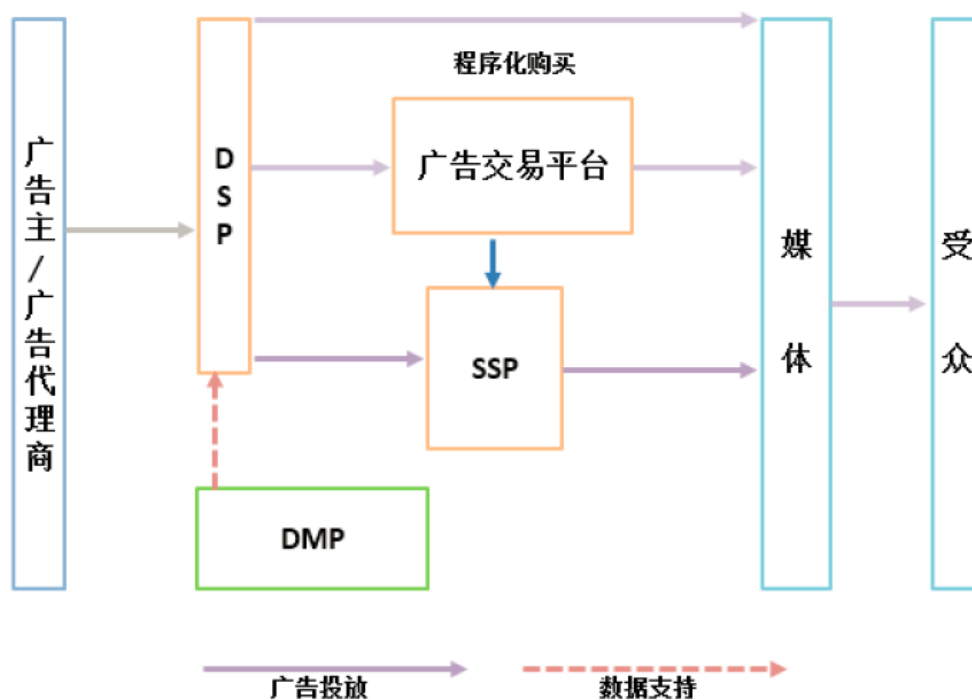 广告主/广告代理商
DSP
程序化购买
广告交易平台
SSP
DMP
媒体
受众
广告投放
数据支持